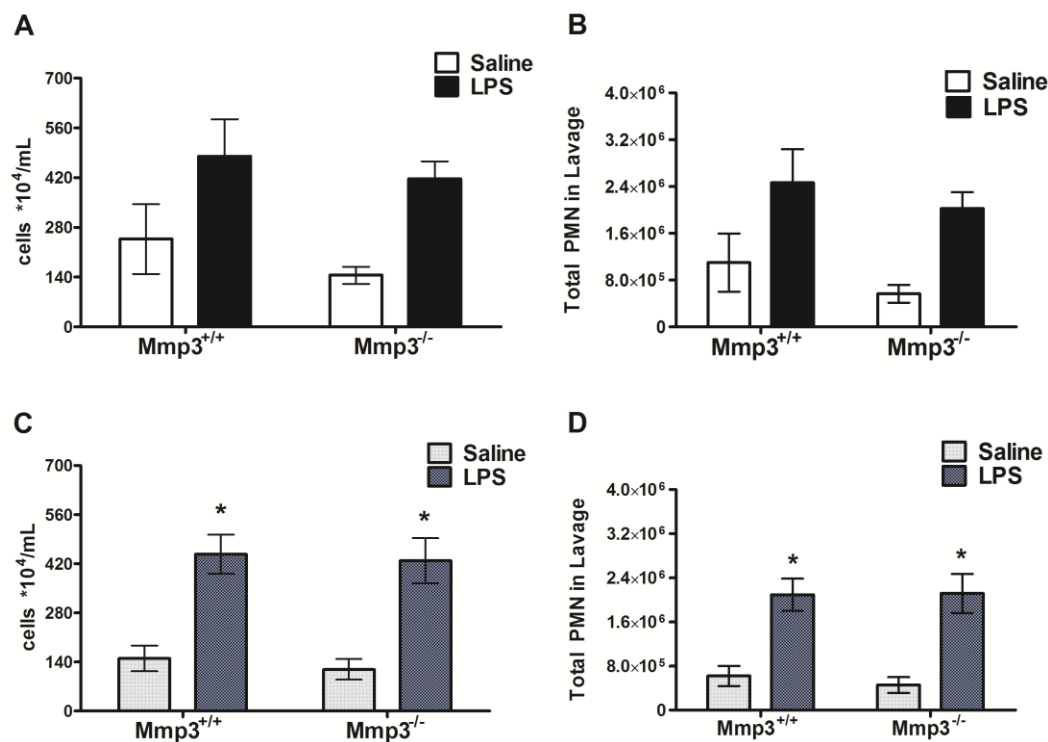 A
Saline
LPS
700
560
420
280
140
0
cells *10⁴/mL
Mmp3+/+
Mmp3-/-
B
Saline
LPS
4.0×10⁶
3.2×10⁶
2.4×10⁶
1.6×10⁶
8.0×10⁵
0
Total PMN in Lavage
Mmp3+/+
Mmp3-/-
C
Saline
LPS
700
560
420
280
140
0
cells *10⁴/mL
*
*
Mmp3+/+
Mmp3-/-
D
Saline
LPS
4.0×10⁶
3.2×10⁶
2.4×10⁶
1.6×10⁶
8.0×10⁵
0
Total PMN in Lavage
*
*
Mmp3+/+
Mmp3-/-